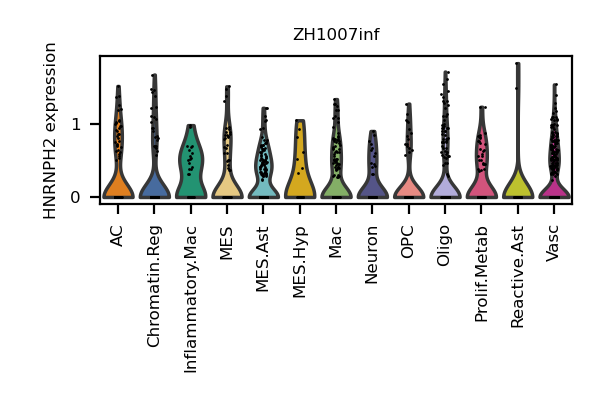 ZH1007inf
HNRNPH2 expression
1
0
AC
Chromatin.Reg
Inflammatory.Mac
MES
MES.Ast
MES.Hyp
Mac
Neuron
OPC
Oligo
Prolif.Metab
Reactive.Ast
Vasc